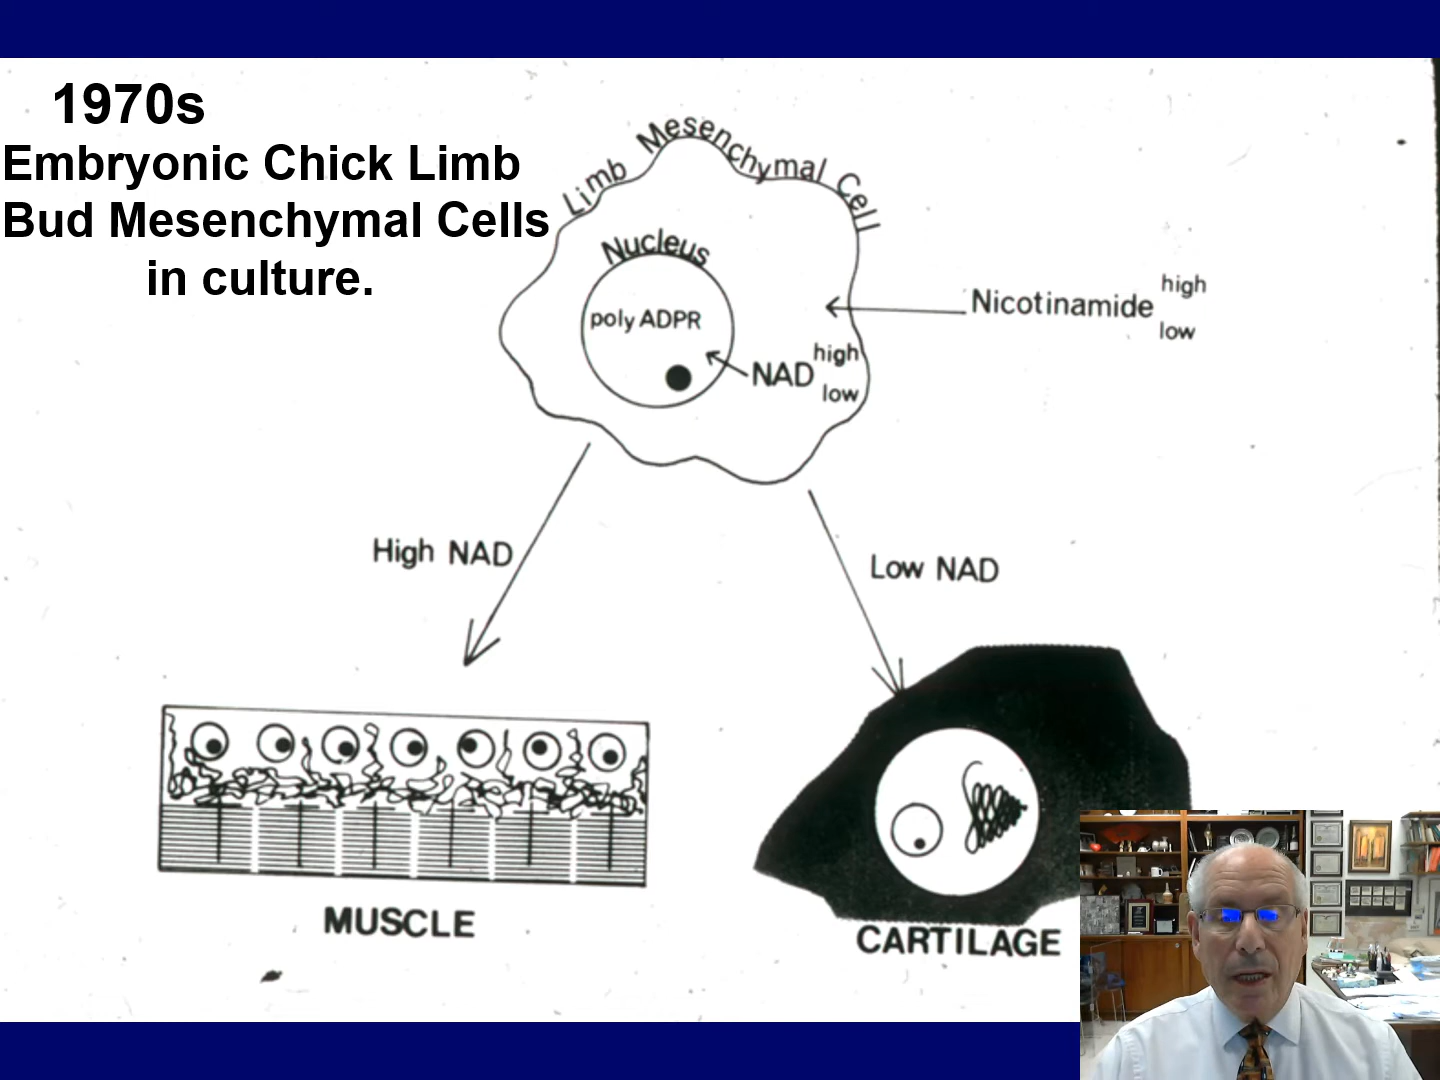 1970s
Embryonic Chick Limb
Bud Mesenchymal Cells
in culture.
Limb Mesenchymal Cell
Nucleus
poly ADPR
NAD high
low
Nicotinamide high
low
High NAD
Low NAD
MUSCLE
CARTILAGE